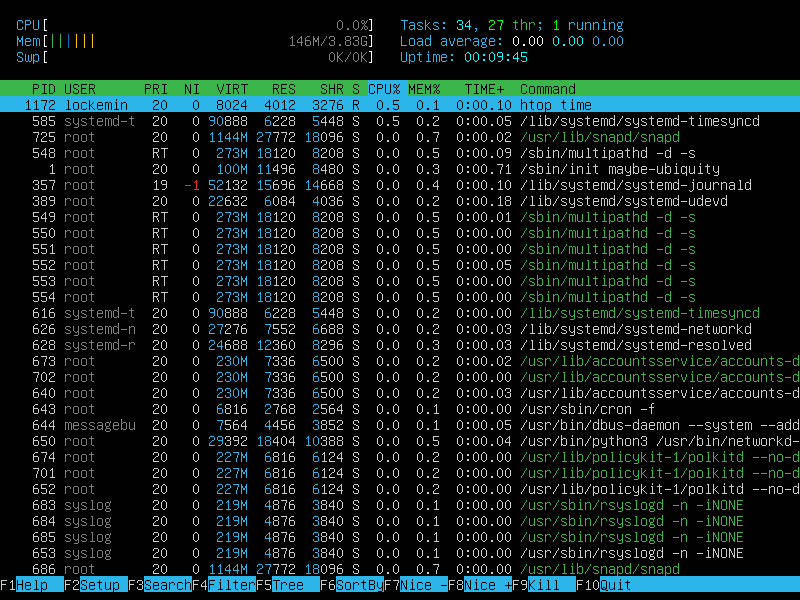 CPU[ 0.0%] Tasks: 34, 27 thr; 1 running
Mem[|||||| 146M/3.83G] Load average: 0.00 0.00 0.00
Swp[ 0K/0K] Uptime: 00:09:45
PID USER PRI NI VIRT RES SHR S CPU% MEM% TIME+ Command
1172 lockemin 20 0 8024 4012 3276 R 0.5 0.1 0:00.10 htop time
585 systemd-t 20 0 90888 6228 5448 S 0.5 0.2 0:00.05 /lib/systemd/systemd-timesyncd
725 root 20 0 1144M 27772 18096 S 0.0 0.7 0:00.02 /usr/lib/snapd/snapd
548 root RT 0 273M 18120 8208 S 0.0 0.5 0:00.09 /sbin/multipathd -d -s
1 root 20 0 100M 11496 8480 S 0.0 0.3 0:00.71 /sbin/init maybe-ubiquity
357 root 19 -1 52132 15696 14668 S 0.0 0.4 0:00.10 /lib/systemd/systemd-journald
389 root 20 0 22632 6084 4036 S 0.0 0.2 0:00.18 /lib/systemd/systemd-udevd
549 root RT 0 273M 18120 8208 S 0.0 0.5 0:00.01 /sbin/multipathd -d -s
550 root RT 0 273M 18120 8208 S 0.0 0.5 0:00.00 /sbin/multipathd -d -s
551 root RT 0 273M 18120 8208 S 0.0 0.5 0:00.00 /sbin/multipathd -d -s
552 root RT 0 273M 18120 8208 S 0.0 0.5 0:00.05 /sbin/multipathd -d -s
553 root RT 0 273M 18120 8208 S 0.0 0.5 0:00.00 /sbin/multipathd -d -s
554 root RT 0 273M 18120 8208 S 0.0 0.5 0:00.00 /sbin/multipathd -d -s
616 systemd-t 20 0 90888 6228 5448 S 0.0 0.2 0:00.00 /lib/systemd/systemd-timesyncd
626 systemd-n 20 0 27276 7552 6688 S 0.0 0.2 0:00.03 /lib/systemd/systemd-networkd
628 systemd-r 20 0 24688 12360 8296 S 0.0 0.3 0:00.03 /lib/systemd/systemd-resolved
673 root 20 0 230M 7336 6500 S 0.0 0.2 0:00.02 /usr/lib/accountsservice/accounts-d
702 root 20 0 230M 7336 6500 S 0.0 0.2 0:00.00 /usr/lib/accountsservice/accounts-d
640 root 20 0 230M 7336 6500 S 0.0 0.2 0:00.03 /usr/lib/accountsservice/accounts-d
643 root 20 0 6816 2768 2564 S 0.0 0.1 0:00.00 /usr/sbin/cron -f
644 messagebu 20 0 7564 4456 3852 S 0.0 0.1 0:00.05 /usr/bin/dbus-daemon --system --add
650 root 20 0 29392 18404 10388 S 0.0 0.5 0:00.04 /usr/bin/python3 /usr/bin/networkd-
674 root 20 0 227M 6816 6124 S 0.0 0.2 0:00.00 /usr/lib/policykit-1/polkitd --no-d
701 root 20 0 227M 6816 6124 S 0.0 0.2 0:00.00 /usr/lib/policykit-1/polkitd --no-d
652 root 20 0 227M 6816 6124 S 0.0 0.2 0:00.00 /usr/lib/policykit-1/polkitd --no-d
683 syslog 20 0 219M 4876 3840 S 0.0 0.1 0:00.00 /usr/sbin/rsyslogd -n -iNONE
684 syslog 20 0 219M 4876 3840 S 0.0 0.1 0:00.00 /usr/sbin/rsyslogd -n -iNONE
685 syslog 20 0 219M 4876 3840 S 0.0 0.1 0:00.00 /usr/sbin/rsyslogd -n -iNONE
653 syslog 20 0 219M 4876 3840 S 0.0 0.1 0:00.00 /usr/sbin/rsyslogd -n -iNONE
686 root 20 0 1144M 27772 18096 S 0.0 0.7 0:00.00 /usr/lib/snapd/snapd
F1Help F2Setup F3SearchF4FilterF5Tree F6SortByF7Nice -F8Nice +F9Kill F10Quit